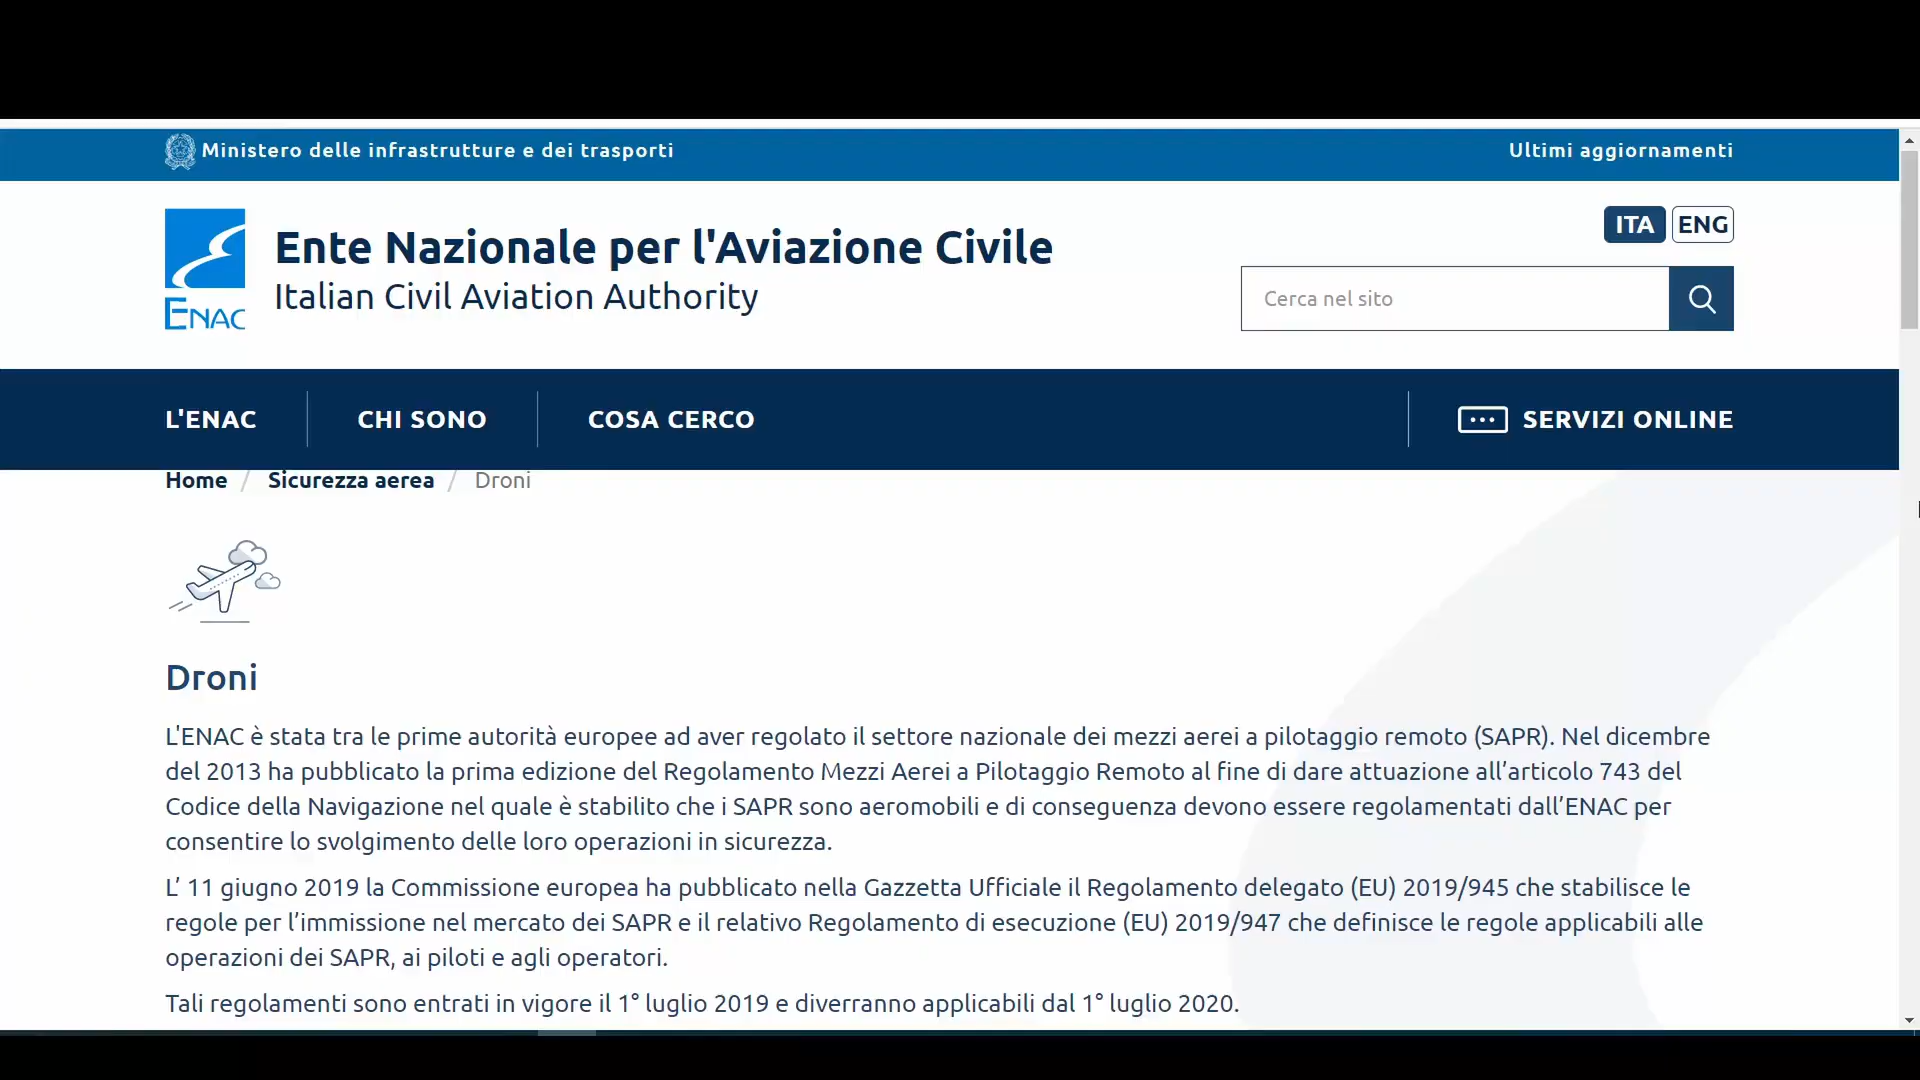 Ministero delle infrastrutture e dei trasporti
Ultimi aggiornamenti
ENAC
Ente Nazionale per l'Aviazione Civile
Italian Civil Aviation Authority
ITA ENG
Cerca nel sito
L'ENAC
CHI SONO
COSA CERCO
SERVIZI ONLINE
Home / Sicurezza aerea / Droni
Droni
L'ENAC è stata tra le prime autorità europee ad aver regolato il settore nazionale dei mezzi aerei a pilotaggio remoto (SAPR). Nel dicembre
del 2013 ha pubblicato la prima edizione del Regolamento Mezzi Aerei a Pilotaggio Remoto al fine di dare attuazione all’articolo 743 del
Codice della Navigazione nel quale è stabilito che i SAPR sono aeromobili e di conseguenza devono essere regolamentati dall’ENAC per
consentire lo svolgimento delle loro operazioni in sicurezza.
L’ 11 giugno 2019 la Commissione europea ha pubblicato nella Gazzetta Ufficiale il Regolamento delegato (EU) 2019/945 che stabilisce le
regole per l’immissione nel mercato dei SAPR e il relativo Regolamento di esecuzione (EU) 2019/947 che definisce le regole applicabili alle
operazioni dei SAPR, ai piloti e agli operatori.
Tali regolamenti sono entrati in vigore il 1° luglio 2019 e diverranno applicabili dal 1° luglio 2020.